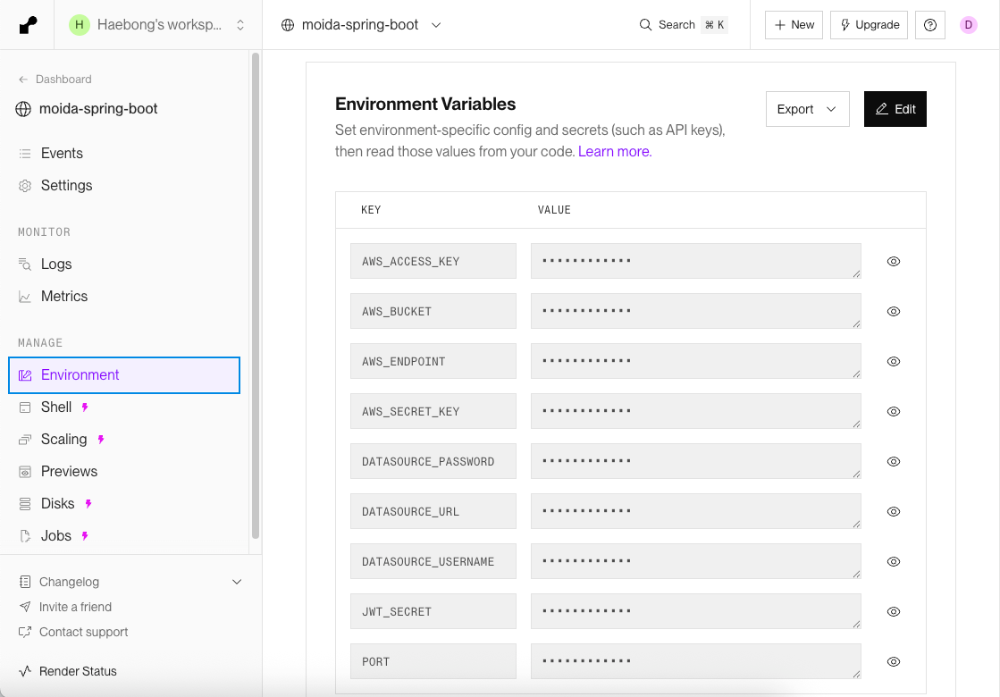 H Haebong's worksp...
moida-spring-boot
Search ⌘ K
+ New
Upgrade
D
Dashboard
moida-spring-boot
Events
Settings
MONITOR
Logs
Metrics
MANAGE
Environment
Shell
Scaling
Previews
Disks
Jobs
Changelog
Invite a friend
Contact support
Render Status
Environment Variables
Set environment-specific config and secrets (such as API keys),
then read those values from your code. Learn more.
Export
Edit
KEY VALUE
AWS_ACCESS_KEY ••••••••••••
AWS_BUCKET ••••••••••••
AWS_ENDPOINT ••••••••••••
AWS_SECRET_KEY ••••••••••••
DATASOURCE_PASSWORD ••••••••••••
DATASOURCE_URL ••••••••••••
DATASOURCE_USERNAME ••••••••••••
JWT_SECRET ••••••••••••
PORT ••••••••••••